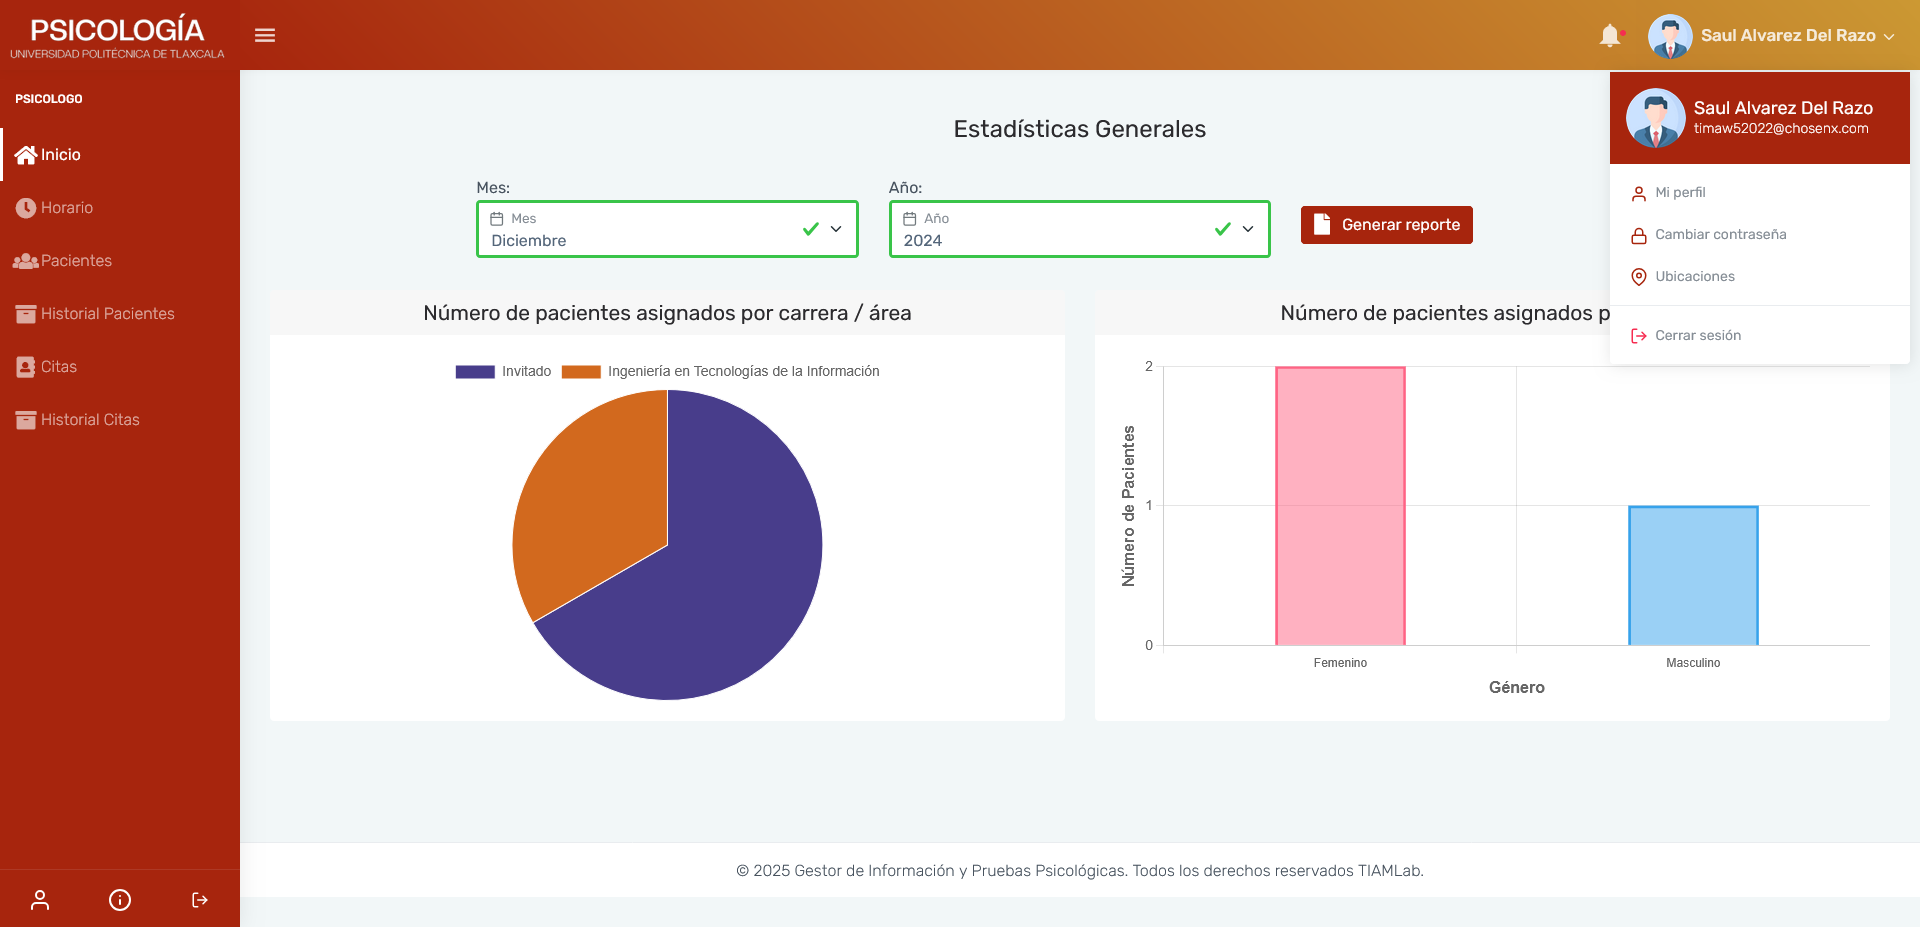 PSICOLOGÍA
UNIVERSIDAD POLITÉCNICA DE TLAXCALA
Saul Alvarez Del Razo
PSICOLOGO
Inicio
Horario
Pacientes
Historial Pacientes
Citas
Historial Citas
Saul Alvarez Del Razo
timaw52022@chosenx.com
Mi perfil
Cambiar contraseña
Ubicaciones
Cerrar sesión
Estadísticas Generales
Mes:
Mes
Diciembre
Año:
Año
2024
Generar reporte
Número de pacientes asignados por carrera / área
Invitado
Ingeniería en Tecnologías de la Información
Número de pacientes asignados p
2
1
0
Número de Pacientes
Femenino
Masculino
Género
© 2025 Gestor de Información y Pruebas Psicológicas. Todos los derechos reservados TIAMLab.